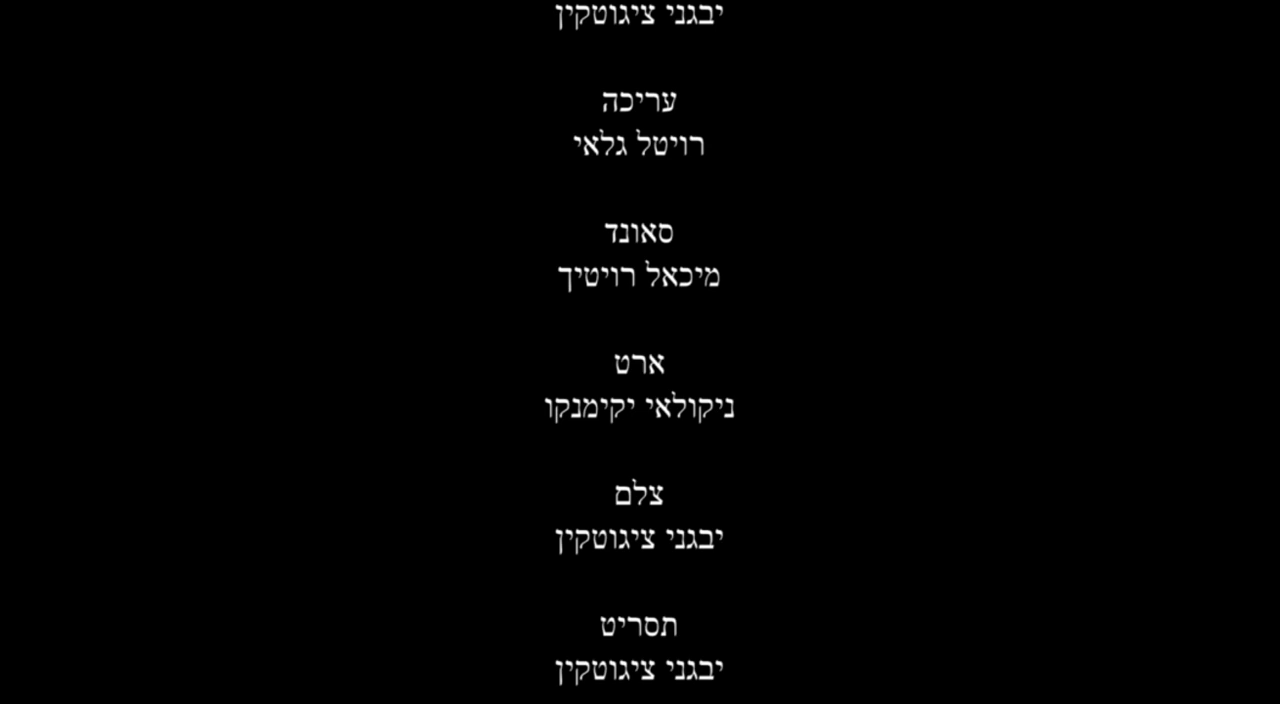 יבגני ציגוטקין
עריכה
רויטל גלאי
סאונד
מיכאל רויטיך
ארט
ניקולאי יקימנקו
צלם
יבגני ציגוטקין
תסריט
יבגני ציגוטקין